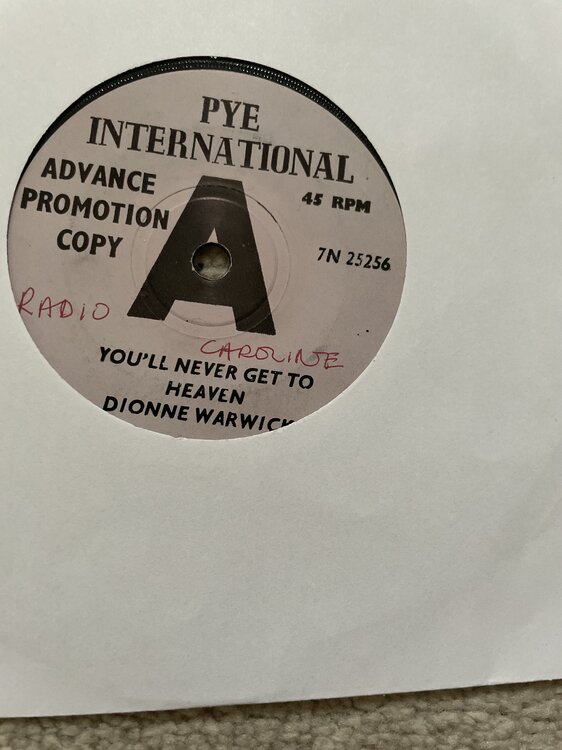 PYE
INTERNATIONAL
ADVANCE
PROMOTION
COPY
45 RPM
7N 25256
A
RADIO
CAROLINE
YOU'LL NEVER GET TO
HEAVEN
DIONNE WARWICK